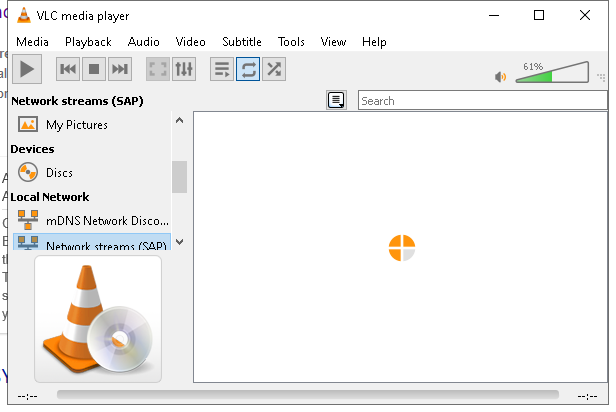 VLC media player
Media Playback Audio Video Subtitle Tools View Help
61%
Network streams (SAP)
Search
My Pictures
Devices
Discs
Local Network
mDNS Network Disco...
Network streams (SAP)
--:-- --:--